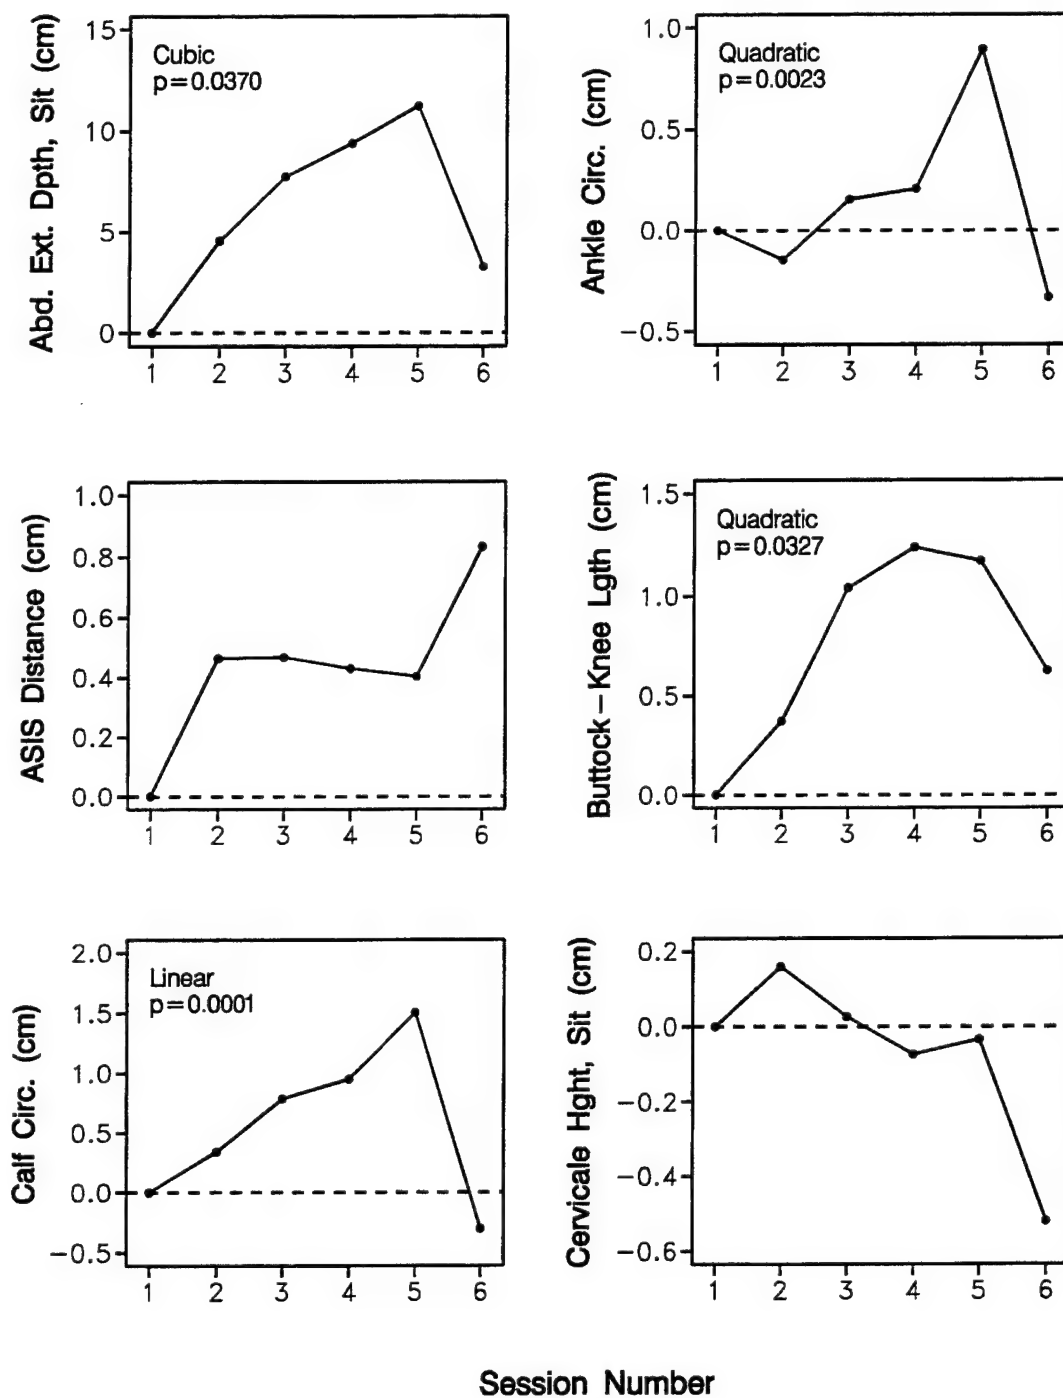 Abd. Ext. Dpth, Sit (cm)
15
10
5
0
Cubic
p=0.0370
1 2 3 4 5 6
Ankle Circ. (cm)
1.0
0.5
0.0
−0.5
Quadratic
p=0.0023
1 2 3 4 5 6
ASIS Distance (cm)
1.0
0.8
0.6
0.4
0.2
0.0
1 2 3 4 5 6
Buttock−Knee Lgth (cm)
1.5
1.0
0.5
0.0
Quadratic
p=0.0327
1 2 3 4 5 6
Calf Circ. (cm)
2.0
1.5
1.0
0.5
0.0
−0.5
Linear
p=0.0001
1 2 3 4 5 6
Cervicale Hght, Sit (cm)
0.2
0.0
−0.2
−0.4
−0.6
1 2 3 4 5 6
Session Number